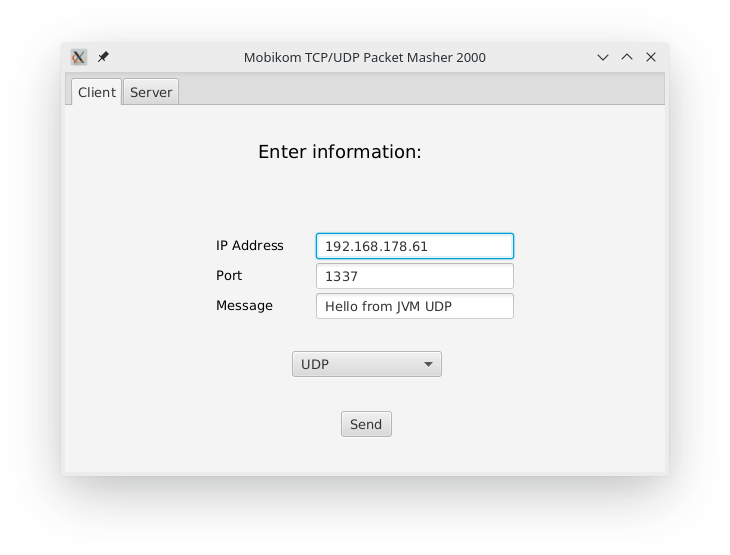 Mobikom TCP/UDP Packet Masher 2000
Client Server
Enter information:
IP Address 192.168.178.61
Port 1337
Message Hello from JVM UDP
UDP
Send